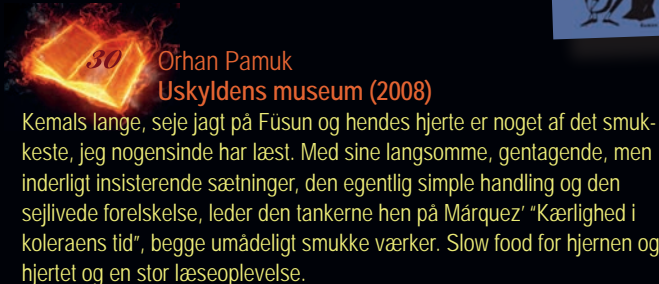 30
Orhan Pamuk
Uskyldens museum (2008)
Kemals lange, seje jagt på Füsun og hendes hjerte er noget af det smuk-
keste, jeg nogensinde har læst. Med sine langsomme, gentagende, men
inderligt insisterende sætninger, den egentlig simple handling og den
sejlivede forelskelse, leder den tankerne hen på Márquez’ “Kærlighed i
koleraens tid”, begge umådeligt smukke værker. Slow food for hjernen og
hjertet og en stor læseoplevelse.